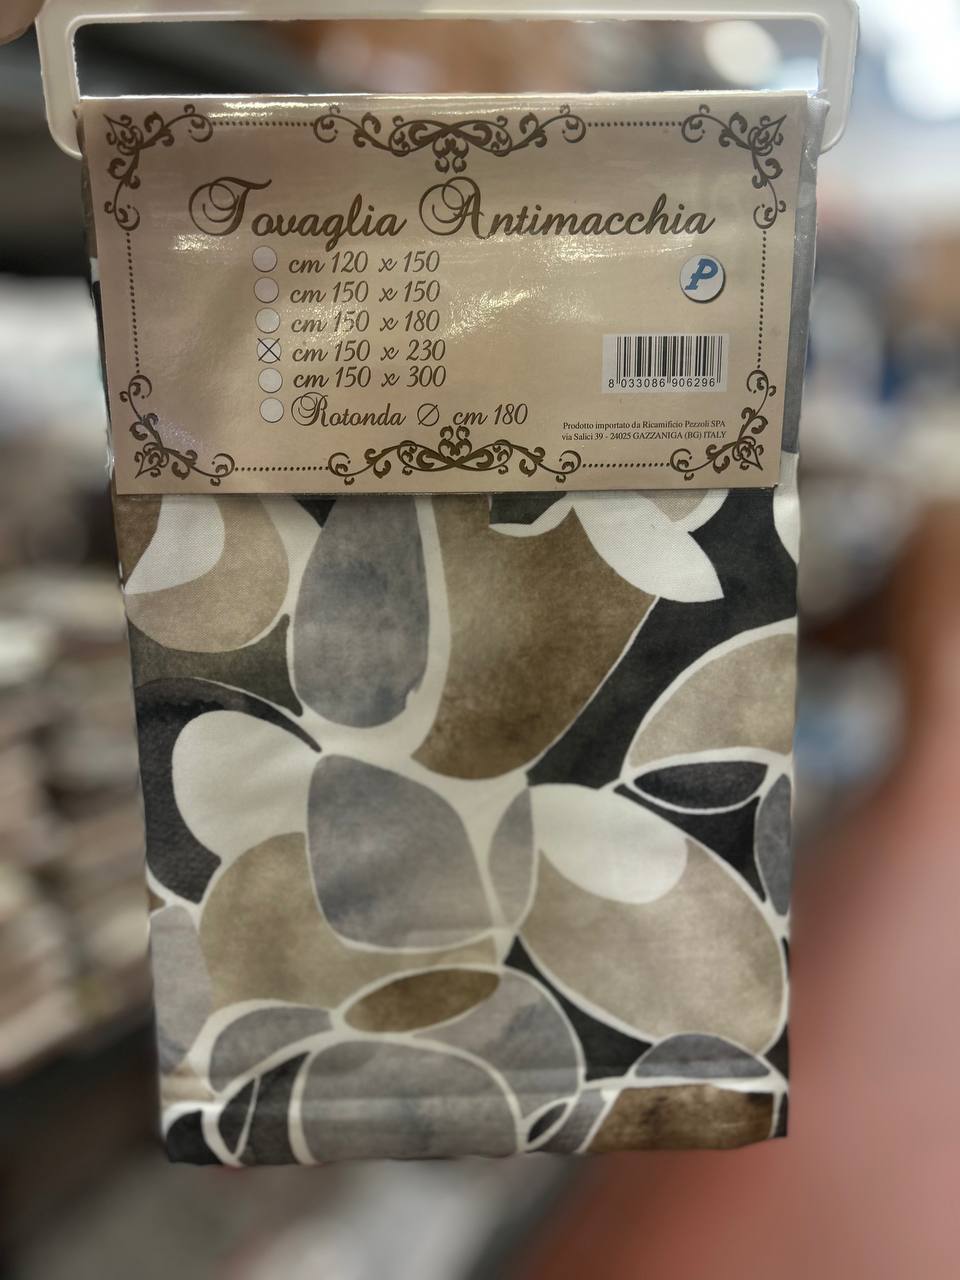 Tovaglia Antimacchia
cm 120 x 150
cm 150 x 150
cm 150 x 180
cm 150 x 230
cm 150 x 300
Rotonda Ø cm 180
P
8 033086 906296
Prodotto importato da Ricamificio Pezzoli SPA
via Salici 39 - 24025 GAZZANIGA (BG) ITALY